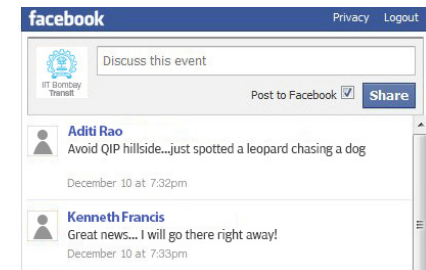 facebook
Privacy Logout
Discuss this event
IIT Bombay
Transit
Post to Facebook
Share
Aditi Rao
Avoid QIP hillside...just spotted a leopard chasing a dog
December 10 at 7:32pm
Kenneth Francis
Great news... I will go there right away!
December 10 at 7:33pm